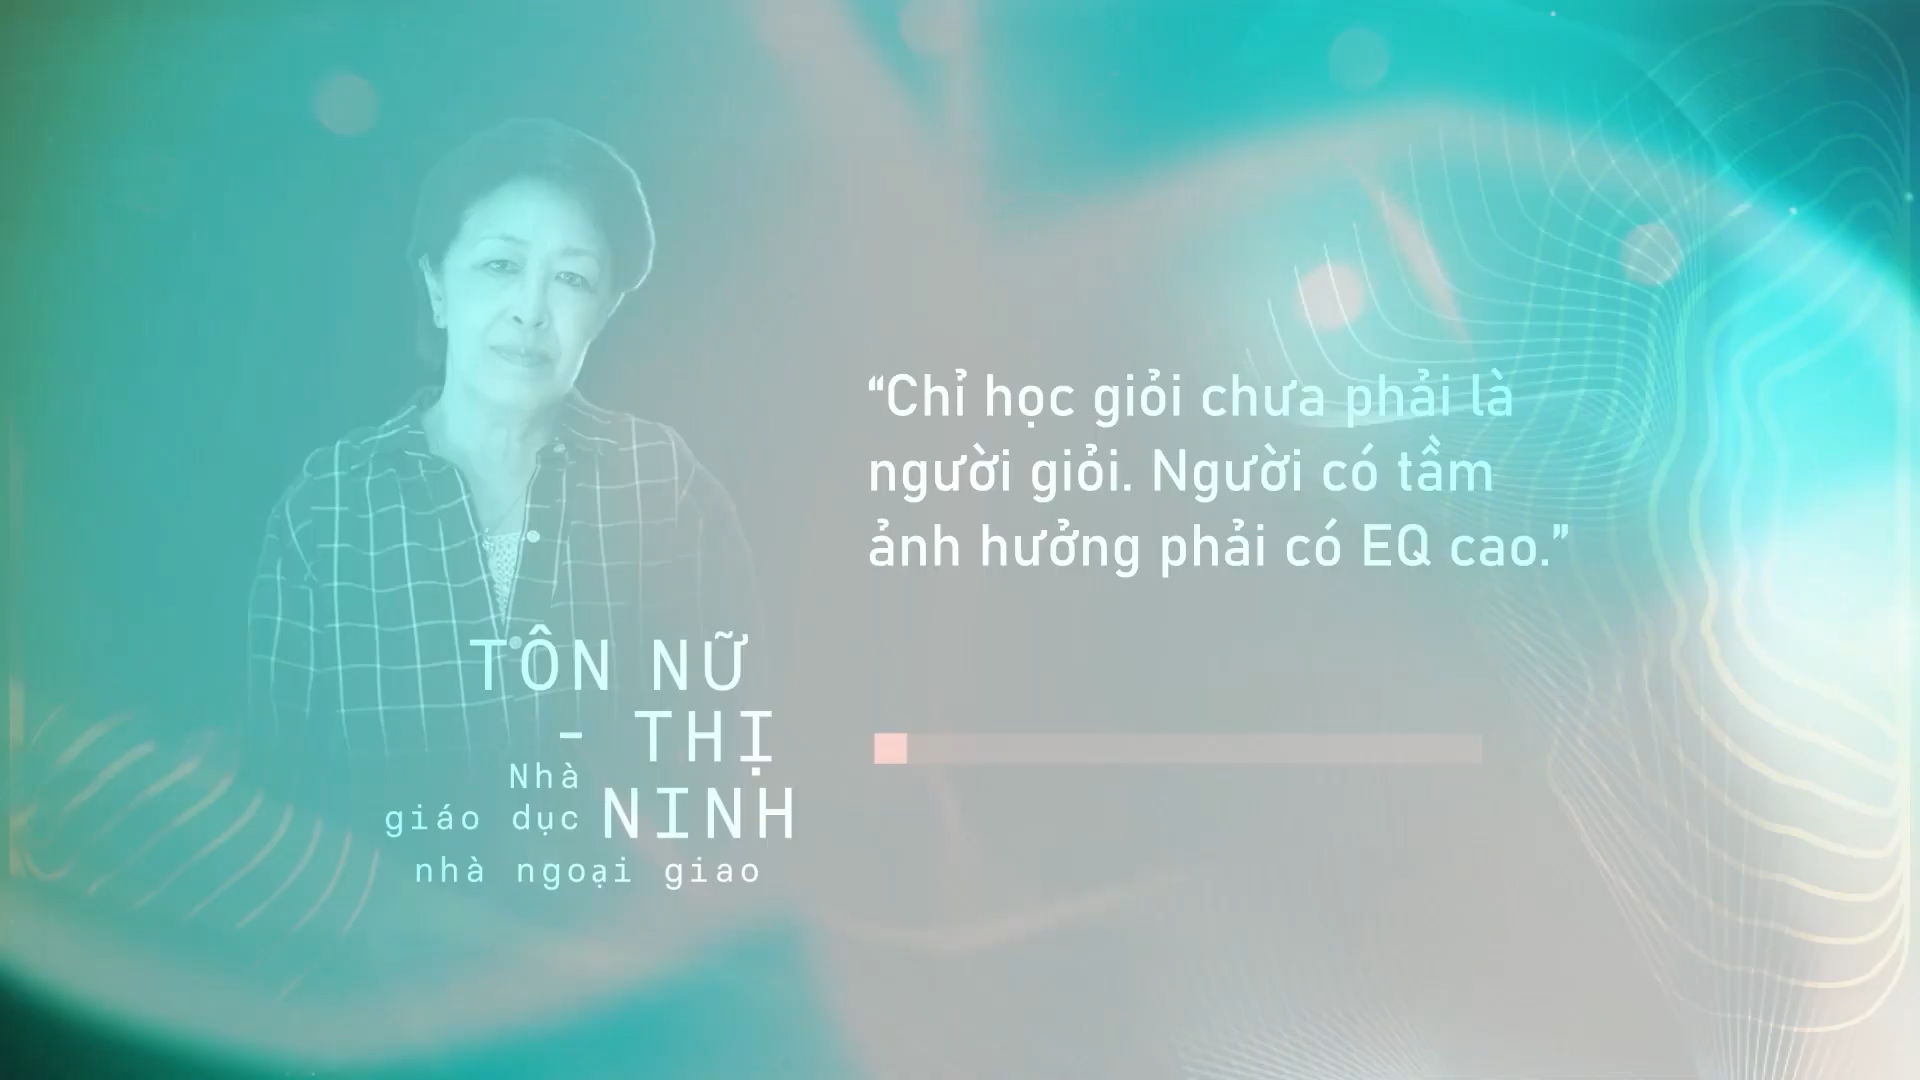 “Chỉ học giỏi chưa phải là
người giỏi. Người có tầm
ảnh hưởng phải có EQ cao.”
TÔN NỮ
- THỊ
NINH
Nhà
giáo dục
nhà ngoại giao